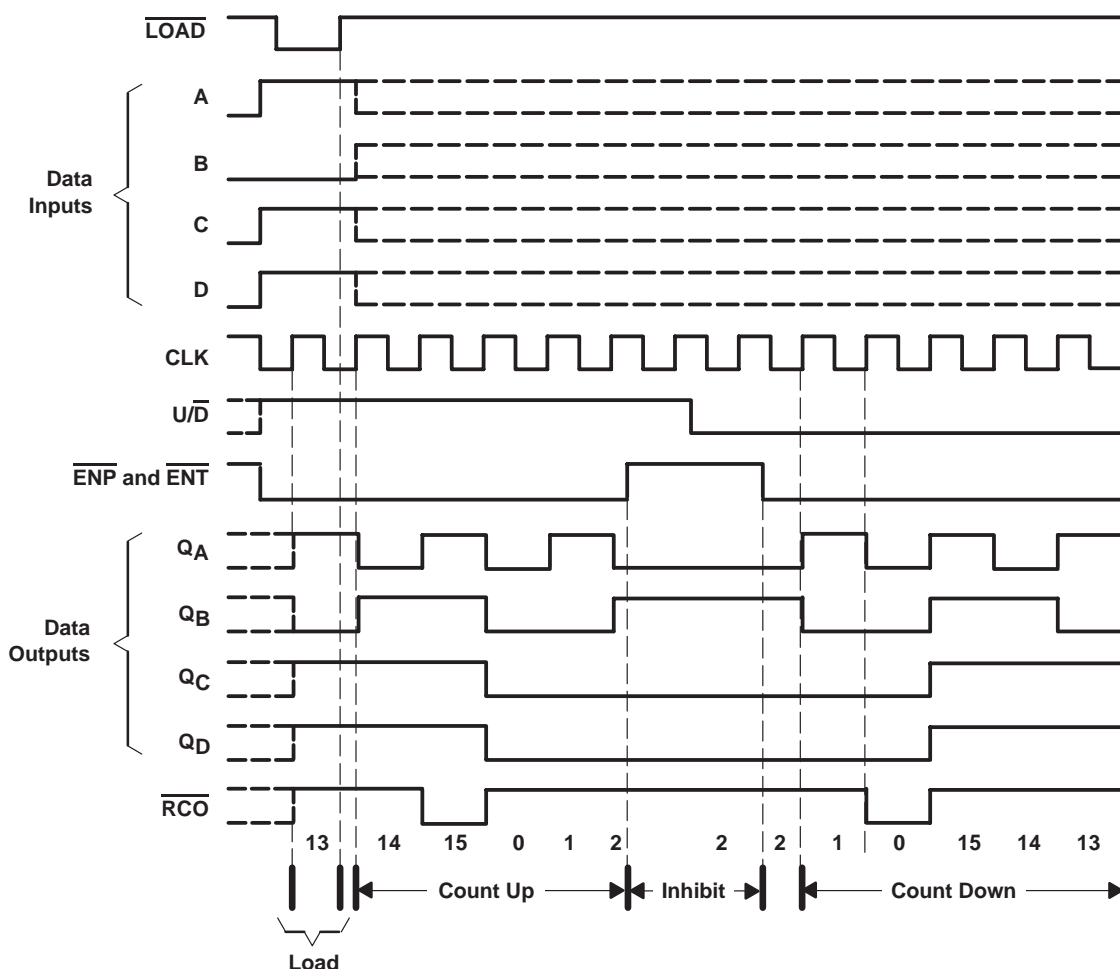 LOAD
A
B
Data
Inputs
C
D
CLK
U/D
ENP and ENT
QA
QB
Data
Outputs
QC
QD
RCO
13 14 15 0 1 2 2 2 1 0 15 14 13
Count Up Inhibit Count Down
Load